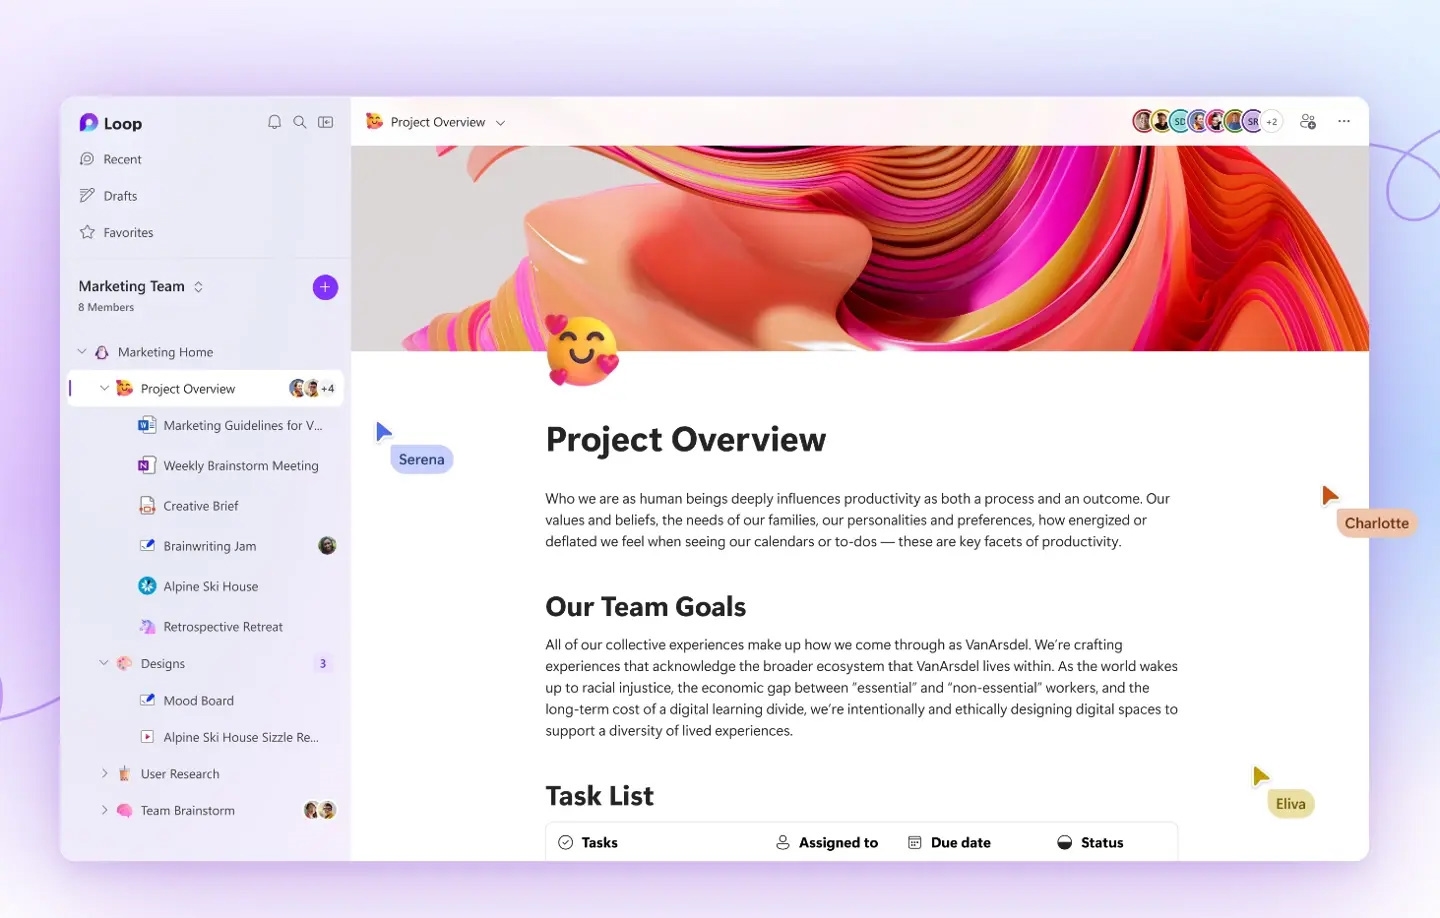 Loop
Recent
Drafts
Favorites
Marketing Team
8 Members
Marketing Home
Project Overview
+4
Marketing Guidelines for V...
Weekly Brainstorm Meeting
Creative Brief
Brainwriting Jam
Alpine Ski House
Retrospective Retreat
Designs
3
Mood Board
Alpine Ski House Sizzle Re...
User Research
Team Brainstorm
Project Overview
SD
SR
+2
Project Overview
Who we are as human beings deeply influences productivity as both a process and an outcome. Our
values and beliefs, the needs of our families, our personalities and preferences, how energized or
deflated we feel when seeing our calendars or to-dos — these are key facets of productivity.
Our Team Goals
All of our collective experiences make up how we come through as VanArsdel. We’re crafting
experiences that acknowledge the broader ecosystem that VanArsdel lives within. As the world wakes
up to racial injustice, the economic gap between “essential” and “non-essential” workers, and the
long-term cost of a digital learning divide, we’re intentionally and ethically designing digital spaces to
support a diversity of lived experiences.
Task List
Tasks
Assigned to
Due date
Status
Serena
Charlotte
Eliva